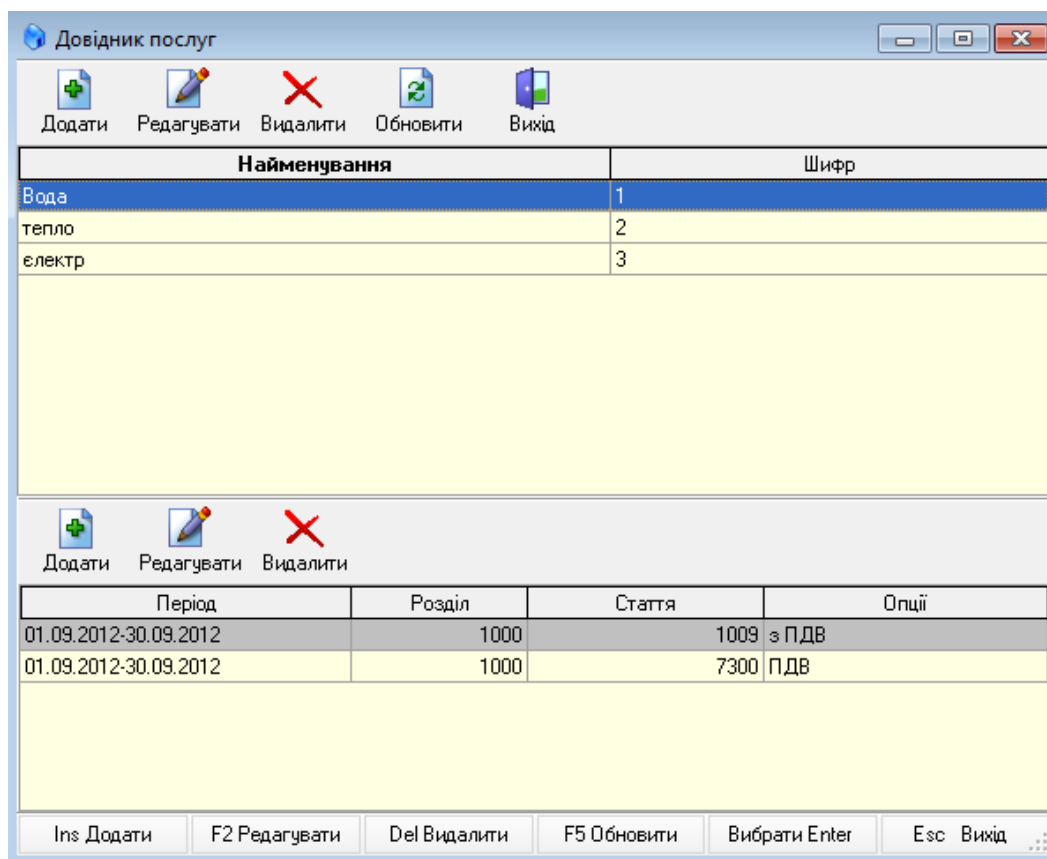 Довідник послуг
Додати Редагувати Видалити Обновити Вихід
Найменування Шифр
Вода 1
тепло 2
єлектр 3
Додати Редагувати Видалити
Період Розділ Стаття Опції
01.09.2012-30.09.2012 1000 1009 з ПДВ
01.09.2012-30.09.2012 1000 7300 ПДВ
Ins Додати F2 Редагувати Del Видалити F5 Обновити Вибрати Enter Esc Вихід